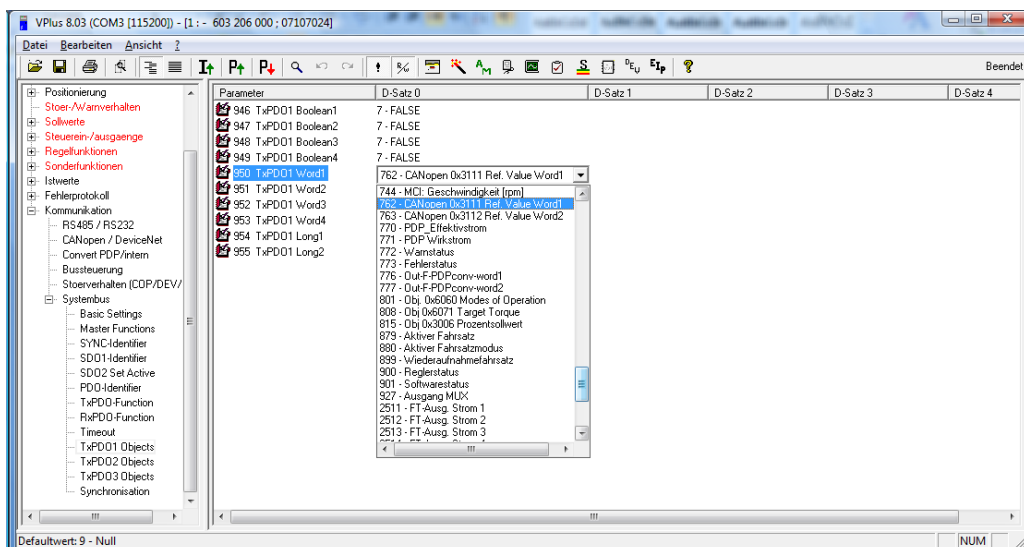 VPlus 8.03 (COM3 [115200]) - [1 : - 603 206 000 ; 07107024]
Datei Bearbeiten Ansicht ?
Beendet
Positionierung
Stoer-/Warnverhalten
Sollwerte
Steuerein-/ausgaenge
Regelfunktionen
Sonderfunktionen
Istwerte
Fehlerprotokoll
Kommunikation
RS485 / RS232
CANopen / DeviceNet
Convert PDP/intern
Bussteuerung
Stoerverhalten (COP/DEV/
Systembus
Basic Settings
Master Functions
SYNC-Identifier
SDO1-Identifier
SDO2 Set Active
PDO-Identifier
TxPDO-Function
RxPDO-Function
Timeout
TxPDO1 Objects
TxPDO2 Objects
TxPDO3 Objects
Synchronisation
Parameter D-Satz 0 D-Satz 1 D-Satz 2 D-Satz 3 D-Satz 4
946 TxPDO1 Boolean1 7 - FALSE
947 TxPDO1 Boolean2 7 - FALSE
948 TxPDO1 Boolean3 7 - FALSE
949 TxPDO1 Boolean4 7 - FALSE
950 TxPDO1 Word1 762 - CANopen 0x3111 Ref. Value Word1
951 TxPDO1 Word2
952 TxPDO1 Word3
953 TxPDO1 Word4
954 TxPDO1 Long1
955 TxPDO1 Long2
744 - MCI: Geschwindigkeit [rpm]
762 - CANopen 0x3111 Ref. Value Word1
763 - CANopen 0x3112 Ref. Value Word2
770 - PDP_Effektivstrom
771 - PDP Wirkstrom
772 - Warnstatus
773 - Fehlerstatus
776 - Out-F-PDPconv-word1
777 - Out-F-PDPconv-word2
801 - Obj. 0x6060 Modes of Operation
808 - Obj 0x6071 Target Torque
815 - Obj 0x3006 Prozentsollwert
879 - Aktiver Fahrsatz
880 - Aktiver Fahrsatzmodus
899 - Wiederaufnahmefahrsatz
900 - Reglerstatus
901 - Softwarestatus
927 - Ausgang MUX
2511 - FT-Ausg. Strom 1
2512 - FT-Ausg. Strom 2
2513 - FT-Ausg. Strom 3
Defaultwert: 9 - Null
NUM